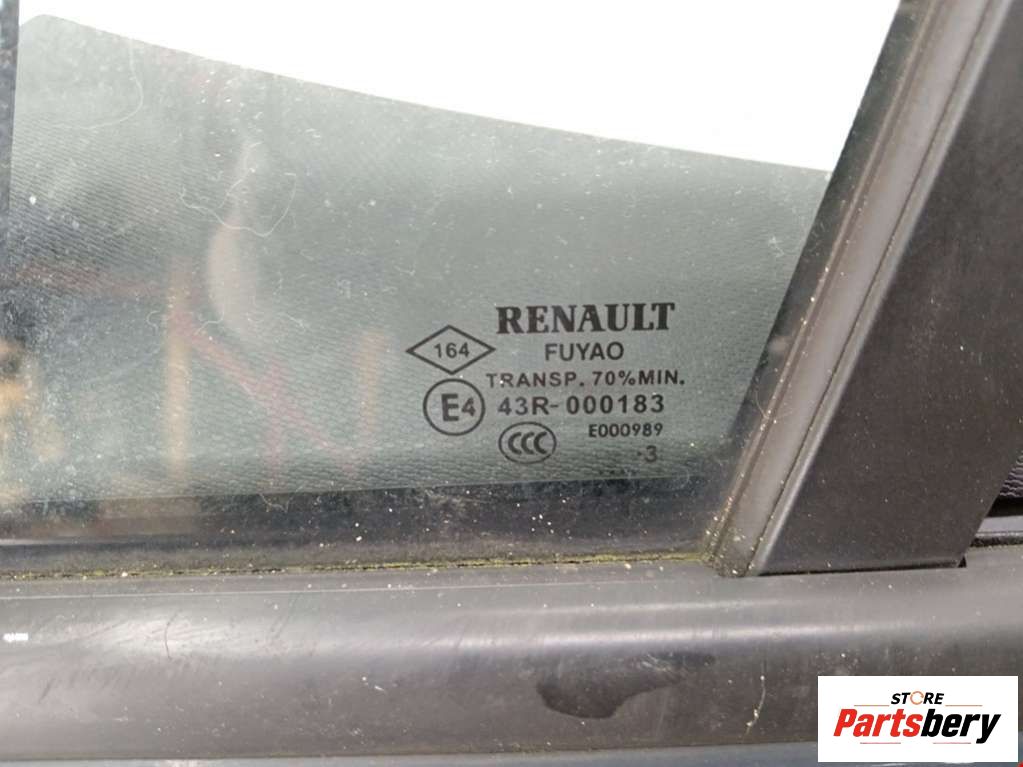 RENAULT
164
FUYAO
TRANSP. 70%MIN.
E4 43R-000183
CCC E000989
-3
STORE
Partsbery